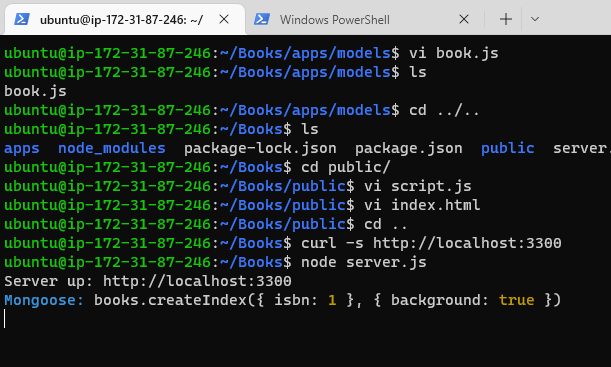 ubuntu@ip-172-31-87-246: ~/
Windows PowerShell
ubuntu@ip-172-31-87-246:~/Books/apps/models$ vi book.js
ubuntu@ip-172-31-87-246:~/Books/apps/models$ ls
book.js
ubuntu@ip-172-31-87-246:~/Books/apps/models$ cd ../..
ubuntu@ip-172-31-87-246:~/Books$ ls
apps node_modules package-lock.json package.json public server.
ubuntu@ip-172-31-87-246:~/Books$ cd public/
ubuntu@ip-172-31-87-246:~/Books/public$ vi script.js
ubuntu@ip-172-31-87-246:~/Books/public$ vi index.html
ubuntu@ip-172-31-87-246:~/Books/public$ cd ..
ubuntu@ip-172-31-87-246:~/Books$ curl -s http://localhost:3300
ubuntu@ip-172-31-87-246:~/Books$ node server.js
Server up: http://localhost:3300
Mongoose: books.createIndex({ isbn: 1 }, { background: true })